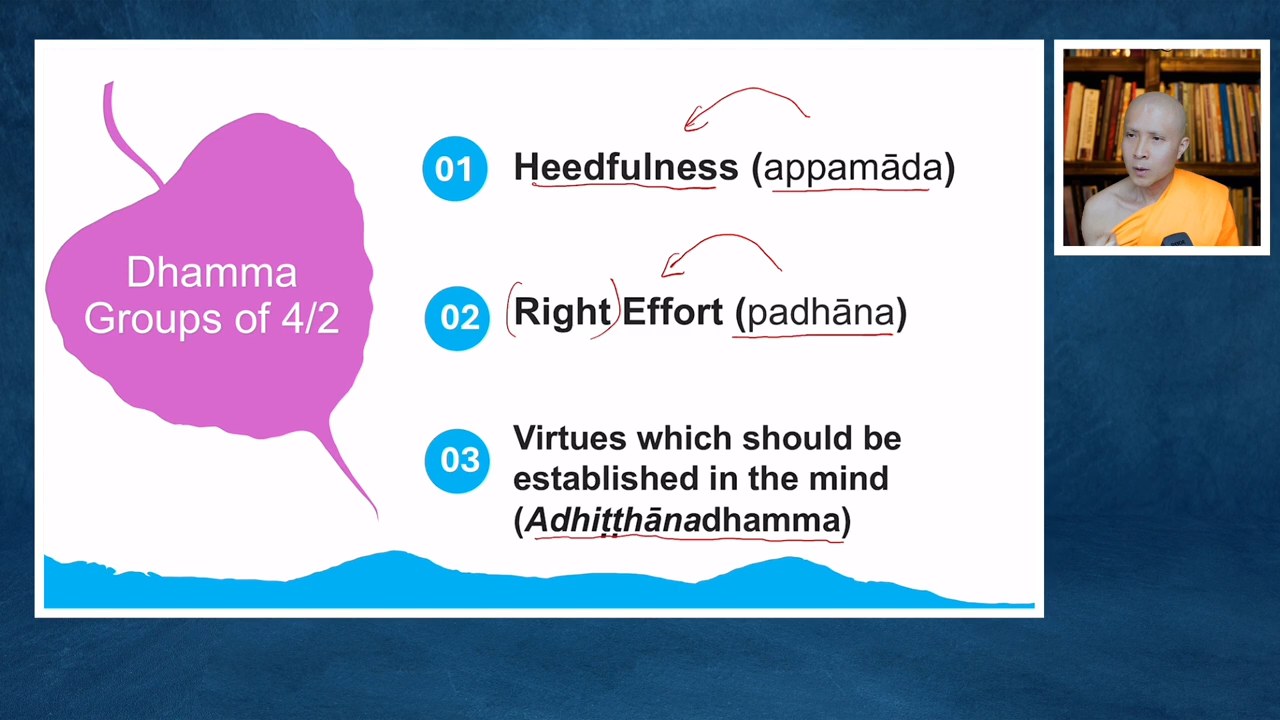 Dhamma
Groups of 4/2
01
Heedfulness (appamāda)
02
(Right) Effort (padhāna)
03
Virtues which should be
established in the mind
(Adhiṭṭhānadhamma)